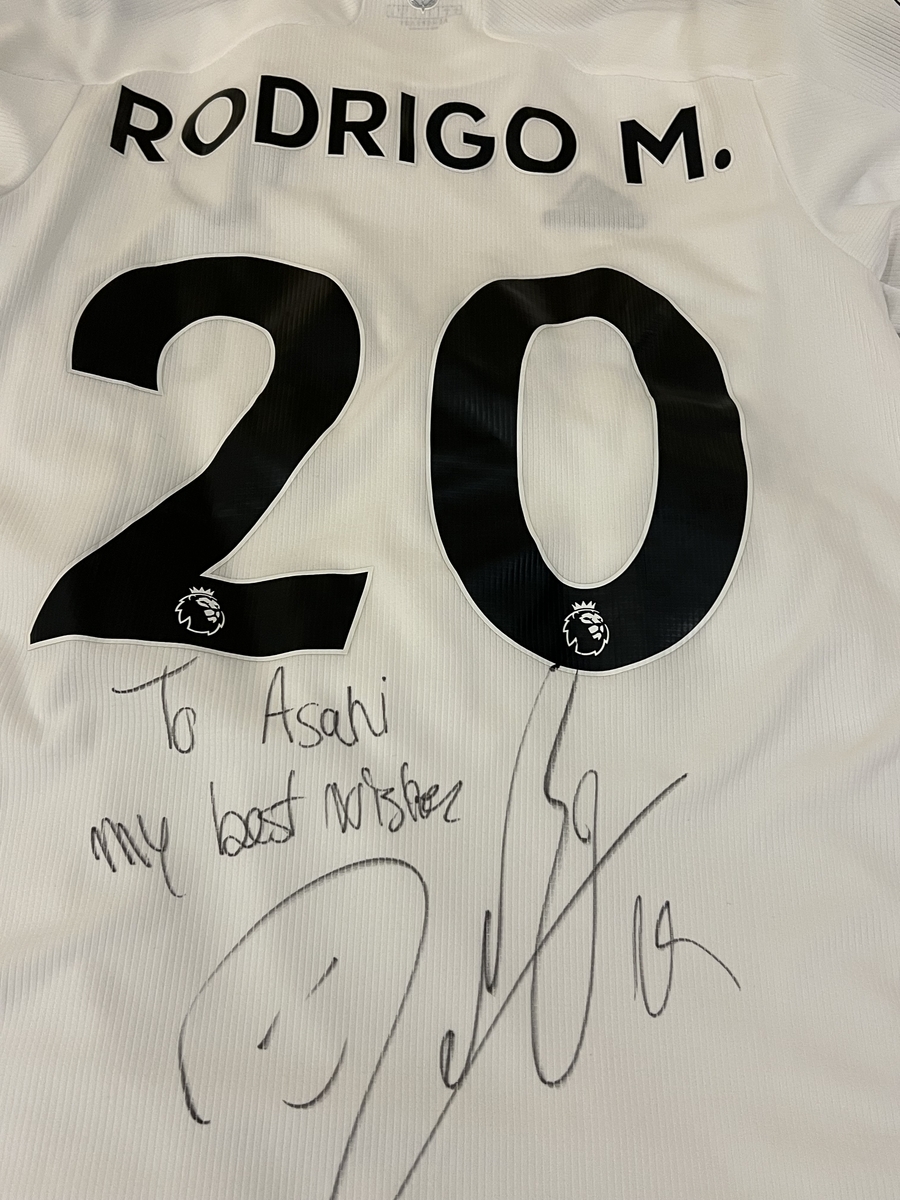 RODRIGO M.
20
To Asahi
my best wishes